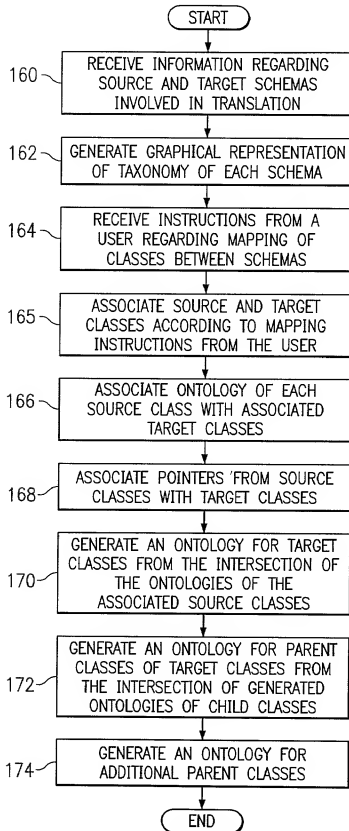 START
160
RECEIVE INFORMATION REGARDING
SOURCE AND TARGET SCHEMAS
INVOLVED IN TRANSLATION
162
GENERATE GRAPHICAL REPRESENTATION
OF TAXONOMY OF EACH SCHEMA
164
RECEIVE INSTRUCTIONS FROM A
USER REGARDING MAPPING OF
CLASSES BETWEEN SCHEMAS
165
ASSOCIATE SOURCE AND TARGET
CLASSES ACCORDING TO MAPPING
INSTRUCTIONS FROM THE USER
166
ASSOCIATE ONTOLOGY OF EACH
SOURCE CLASS WITH ASSOCIATED
TARGET CLASSES
168
ASSOCIATE POINTERS FROM SOURCE
CLASSES WITH TARGET CLASSES
170
GENERATE AN ONTOLOGY FOR TARGET
CLASSES FROM THE INTERSECTION OF
THE ONTOLOGIES OF THE
ASSOCIATED SOURCE CLASSES
172
GENERATE AN ONTOLOGY FOR PARENT
CLASSES OF TARGET CLASSES FROM
THE INTERSECTION OF GENERATED
ONTOLOGIES OF CHILD CLASSES
174
GENERATE AN ONTOLOGY FOR
ADDITIONAL PARENT CLASSES
END